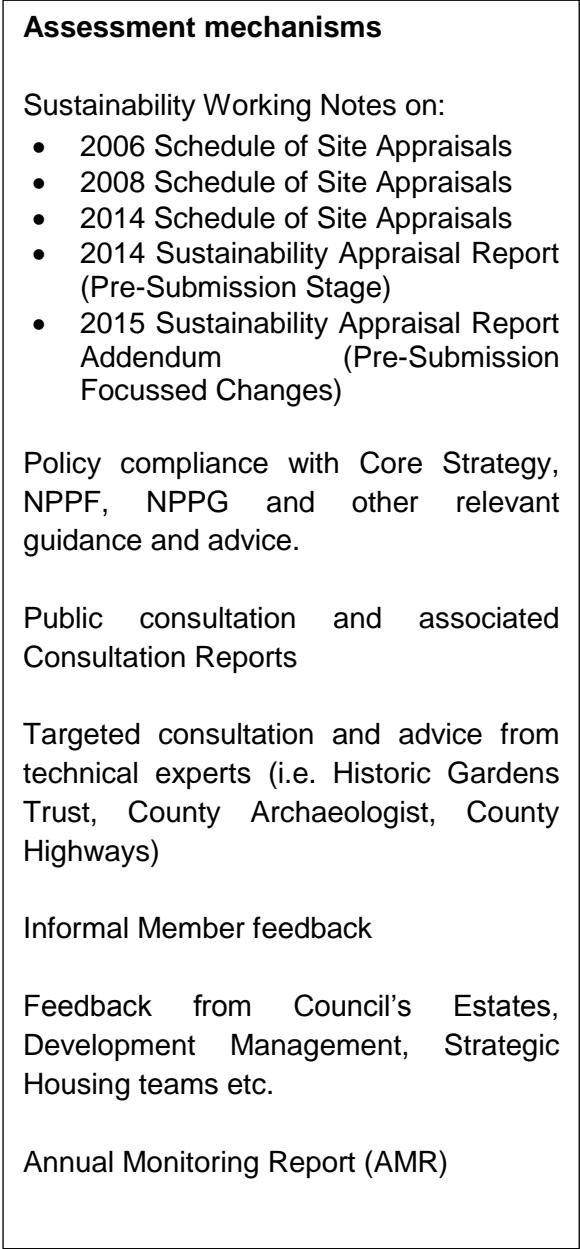 Assessment mechanisms
Sustainability Working Notes on:
• 2006 Schedule of Site Appraisals
• 2008 Schedule of Site Appraisals
• 2014 Schedule of Site Appraisals
• 2014 Sustainability Appraisal Report
(Pre-Submission Stage)
• 2015 Sustainability Appraisal Report
Addendum (Pre-Submission
Focussed Changes)
Policy compliance with Core Strategy,
NPPF, NPPG and other relevant
guidance and advice.
Public consultation and associated
Consultation Reports
Targeted consultation and advice from
technical experts (i.e. Historic Gardens
Trust, County Archaeologist, County
Highways)
Informal Member feedback
Feedback from Council’s Estates,
Development Management, Strategic
Housing teams etc.
Annual Monitoring Report (AMR)